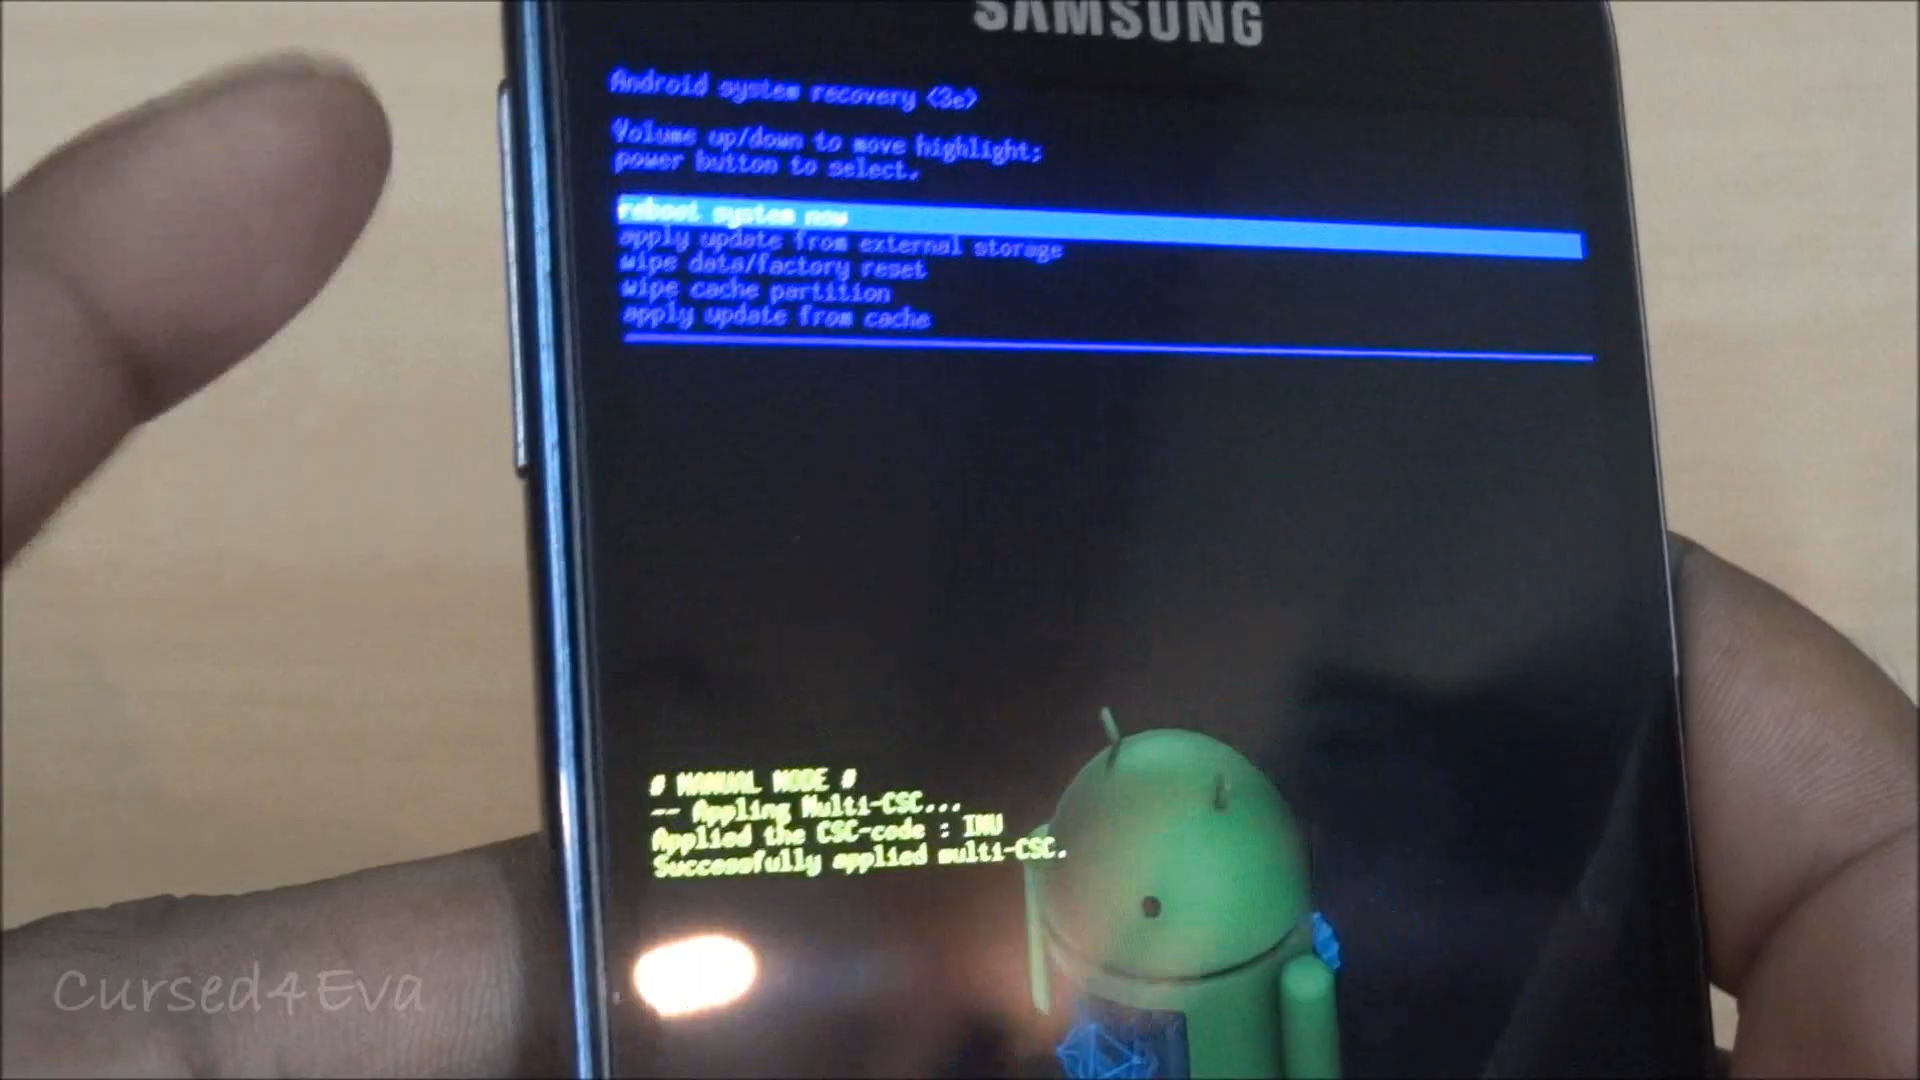 SAMSUNG
Android system recovery <3e>
Volume up/down to move highlight;
power button to select.
reboot system now
apply update from external storage
wipe data/factory reset
wipe cache partition
apply update from cache
# MANUAL MODE #
-- Appling Multi-CSC...
Applied the CSC-code : INU
Successfully applied multi-CSC.
Cursed4Eva